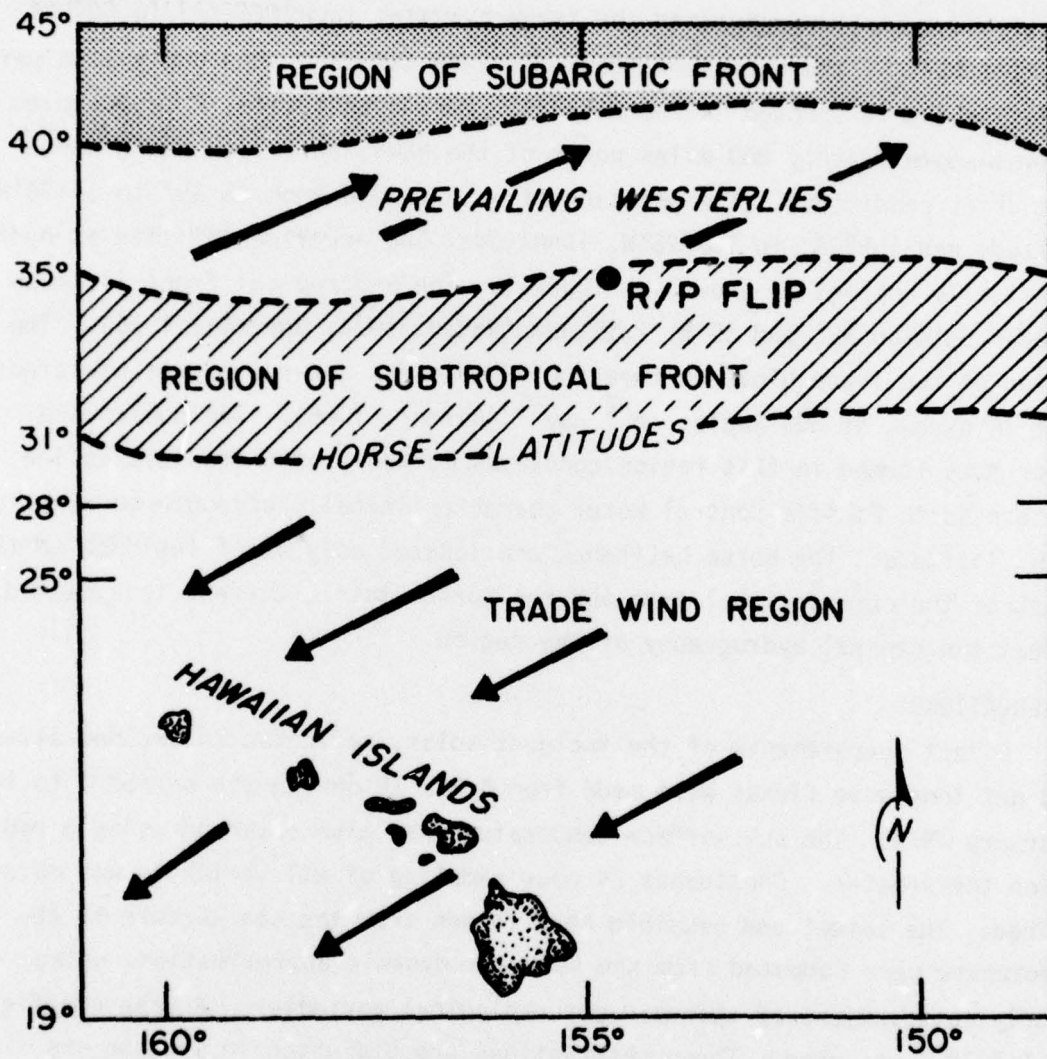 45°
REGION OF SUBARCTIC FRONT
40°
PREVAILING WESTERLIES
35°
R/P FLIP
REGION OF SUBTROPICAL FRONT
31°
HORSE LATITUDES
28°
25°
TRADE WIND REGION
HAWAIIAN ISLANDS
N
19°
160° 155° 150°